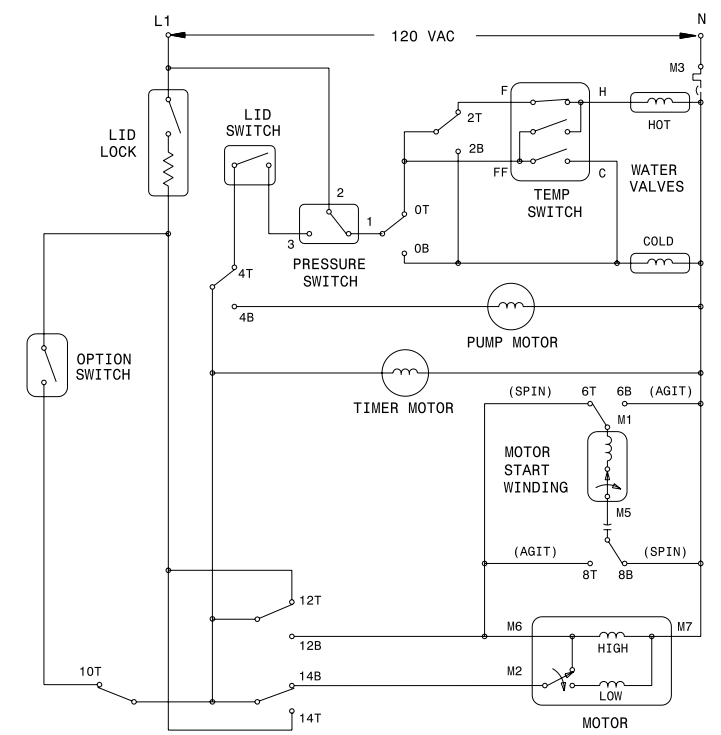 L1
N
120 VAC
M3
F
H
HOT
2T
2B
LID
SWITCH
LID
LOCK
FF
C
WATER
VALVES
TEMP
SWITCH
2
1
3
0T
0B
COLD
PRESSURE
SWITCH
4T
4B
PUMP MOTOR
OPTION
SWITCH
TIMER MOTOR
(SPIN)
6T
6B
(AGIT)
M1
MOTOR
START
WINDING
M5
(AGIT)
(SPIN)
8T
8B
12T
12B
M6
M7
HIGH
10T
14B
M2
LOW
14T
MOTOR